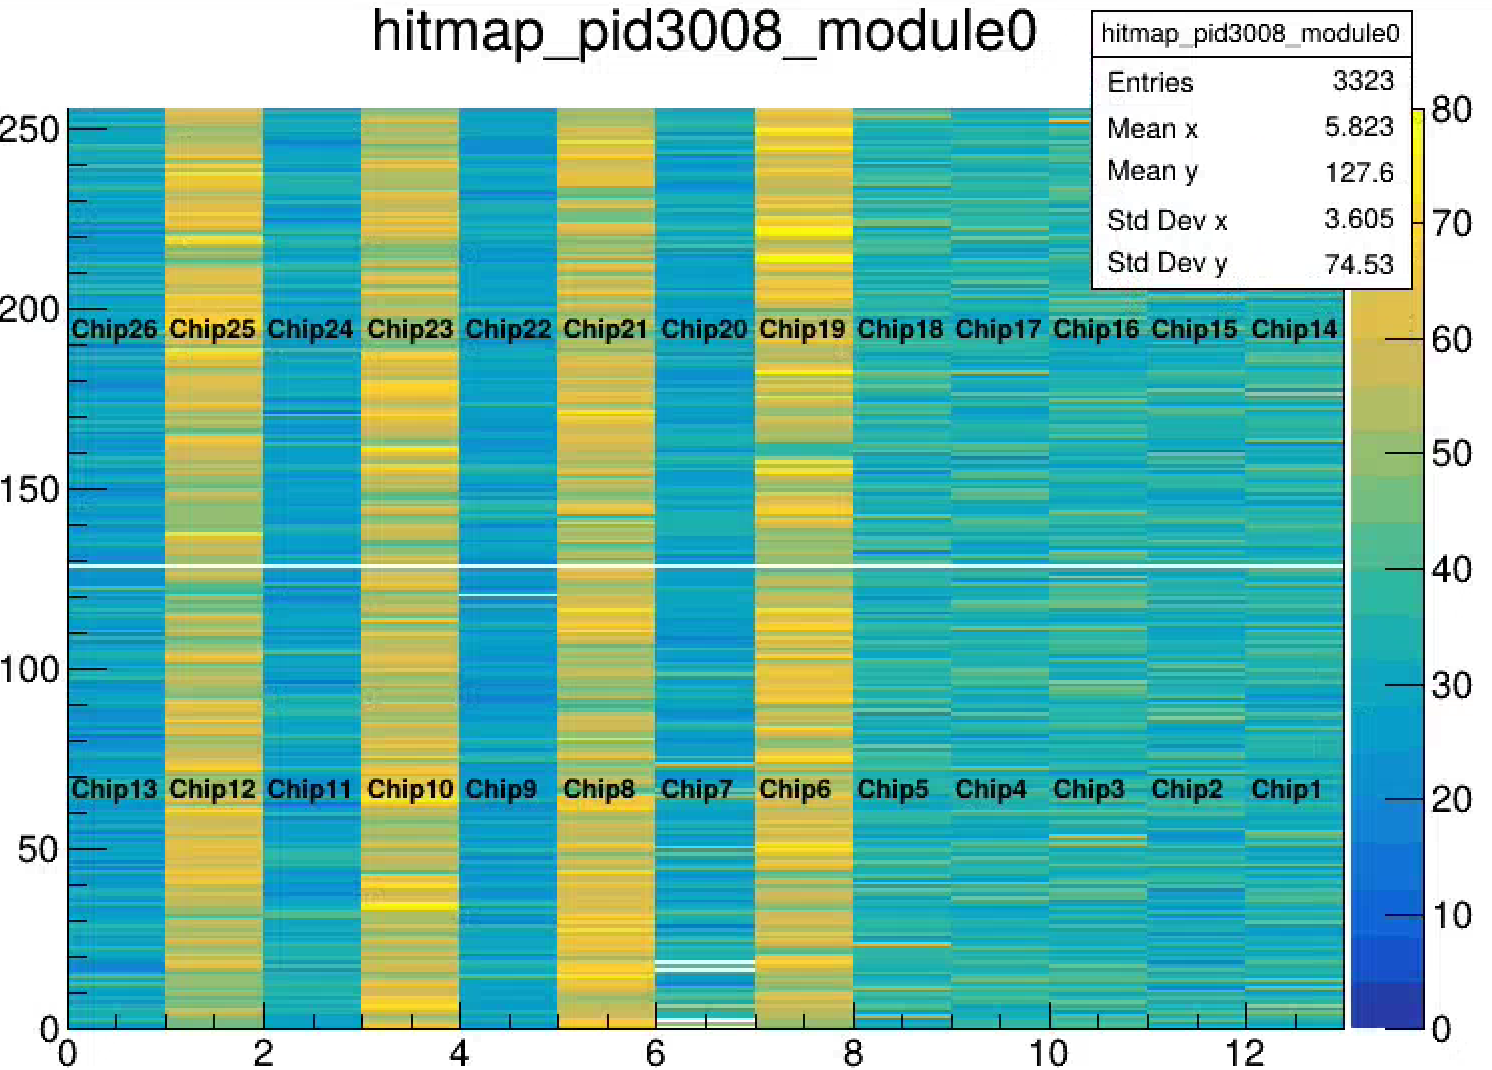 hitmap_pid3008_module0
hitmap_pid3008_module0
Entries 3323
Mean x 5.823
Mean y 127.6
Std Dev x 3.605
Std Dev y 74.53
250
200
150
100
50
0
Chip26 Chip25 Chip24 Chip23 Chip22 Chip21 Chip20 Chip19 Chip18 Chip17 Chip16 Chip15 Chip14
Chip13 Chip12 Chip11 Chip10 Chip9 Chip8 Chip7 Chip6 Chip5 Chip4 Chip3 Chip2 Chip1
0 2 4 6 8 10 12
80
70
60
50
40
30
20
10
0